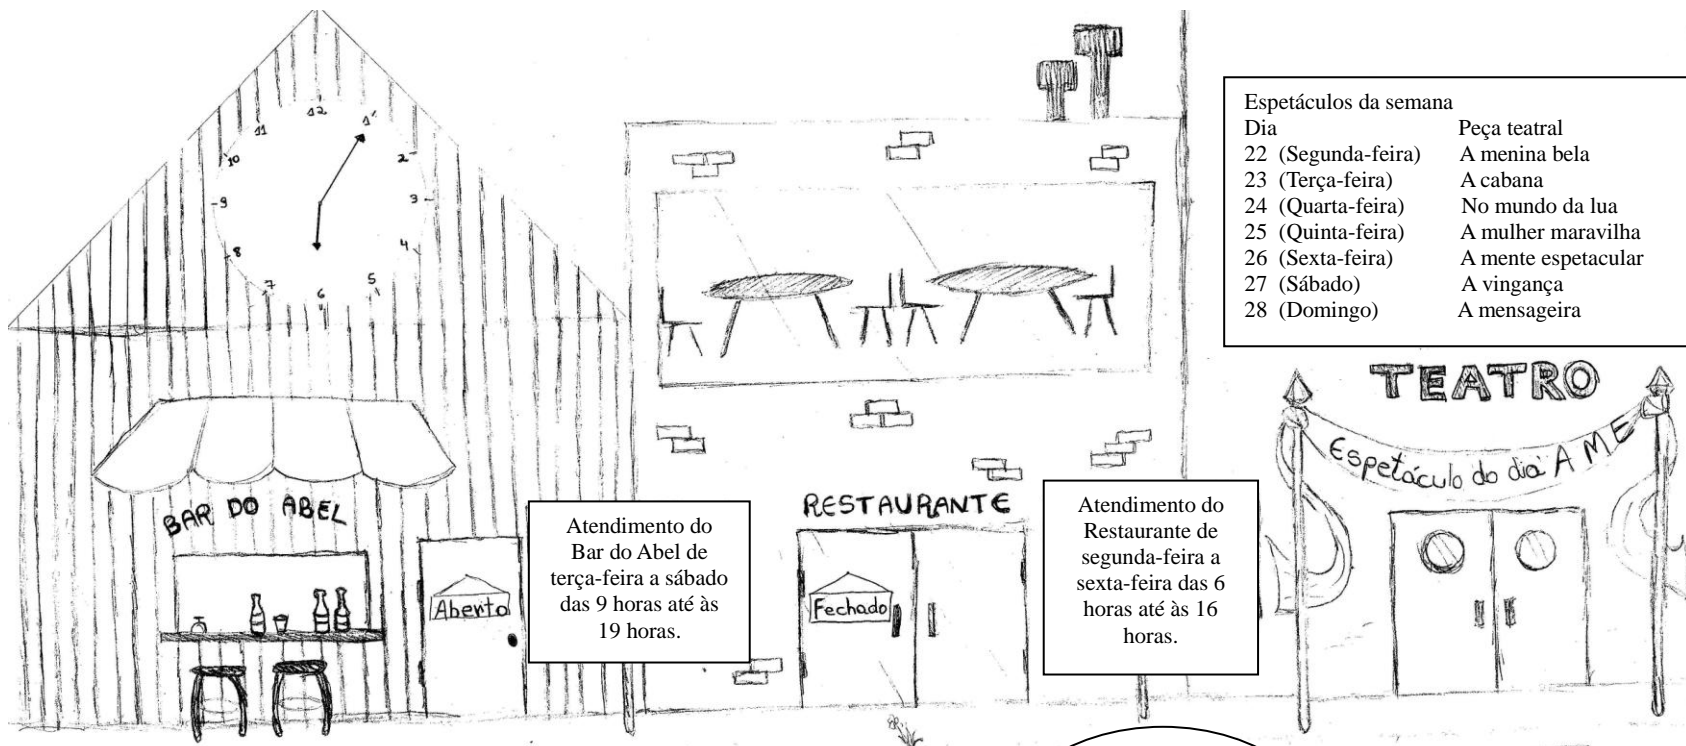 12
1
2
3
4
5
6
7
8
9
10
11
Espetáculos da semana
Dia Peça teatral
22 (Segunda-feira) A menina bela
23 (Terça-feira) A cabana
24 (Quarta-feira) No mundo da lua
25 (Quinta-feira) A mulher maravilha
26 (Sexta-feira) A mente espetacular
27 (Sábado) A vingança
28 (Domingo) A mensageira
TEATRO
Espetáculo do dia A ME
BAR DO ABEL
Aberto
Atendimento do
Bar do Abel de
terça-feira a sábado
das 9 horas até às
19 horas.
RESTAURANTE
Fechado
Atendimento do
Restaurante de
segunda-feira a
sexta-feira das 6
horas até às 16
horas.